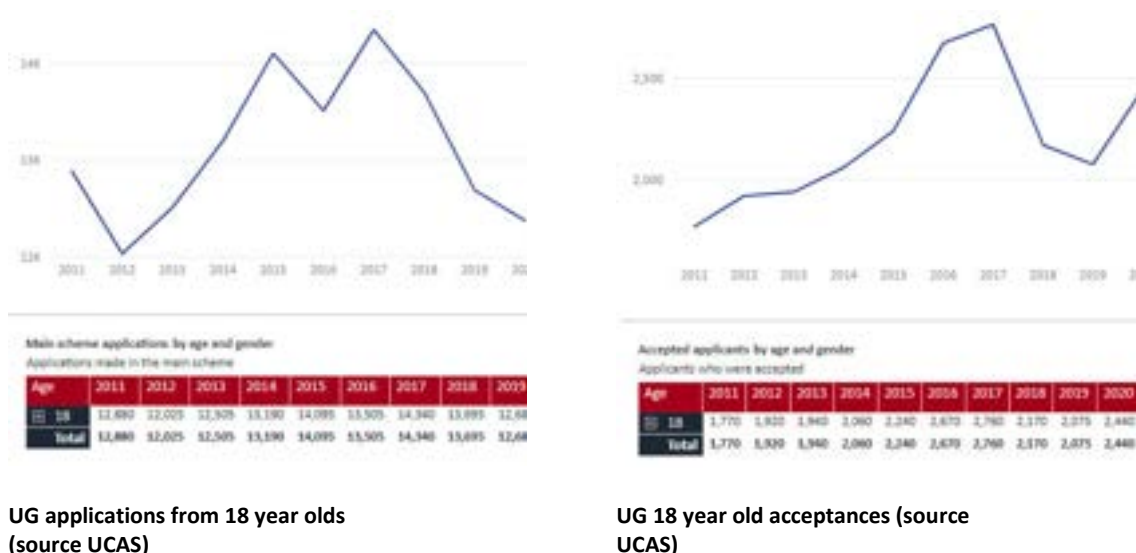 14K
13K
12K
2011 2012 2013 2014 2015 2016 2017 2018 2019
Main scheme applications by age and gender
Applications made in the main scheme
Age 2011 2012 2013 2014 2015 2016 2017 2018 2019
18 12,880 12,025 12,505 13,190 14,095 13,505 14,340 13,695
Total 12,880 12,025 12,505 13,190 14,095 13,505 14,340 13,695
UG applications from 18 year olds
(source UCAS)
2,500
2,000
2011 2012 2013 2014 2015 2016 2017 2018 2019
Accepted applicants by age and gender
Applicants who were accepted
Age 2011 2012 2013 2014 2015 2016 2017 2018 2019 2020
18 1,770 1,920 1,940 2,060 2,240 2,670 2,760 2,170 2,075 2,440
Total 1,770 1,920 1,940 2,060 2,240 2,670 2,760 2,170 2,075 2,440
UG 18 year old acceptances (source
UCAS)